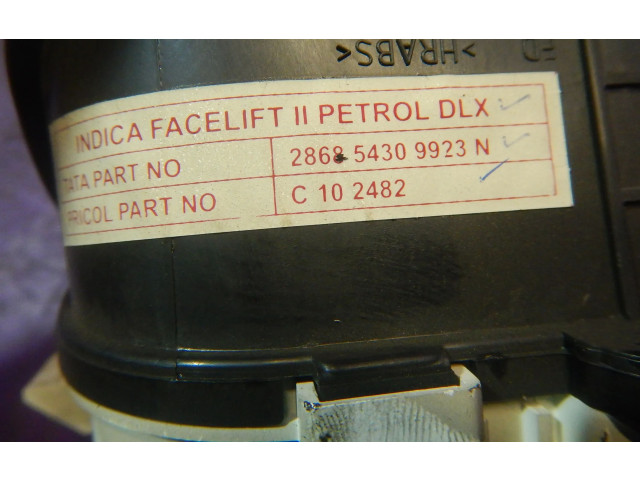 >HRABS<
INDICA FACELIFT II PETROL DLX
TATA PART NO 2868 5430 9923 N
PRICOL PART NO C 10 2482